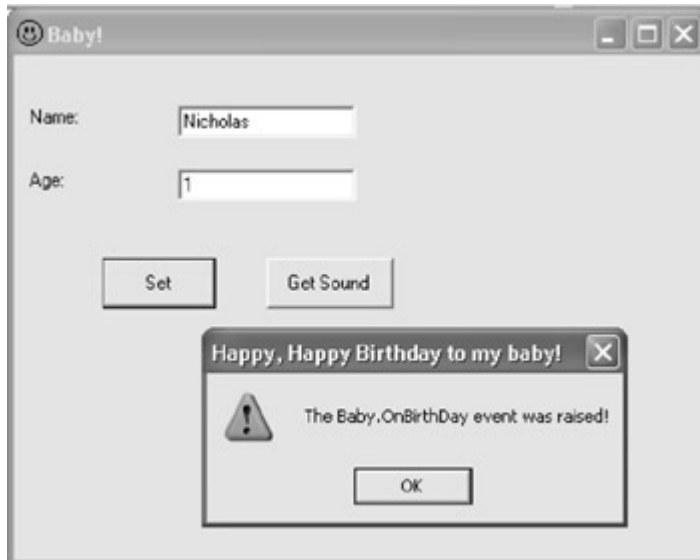 Baby!
Name:
Nicholas
Age:
1
Set
Get Sound
Happy, Happy Birthday to my baby!
The Baby.OnBirthDay event was raised!
OK